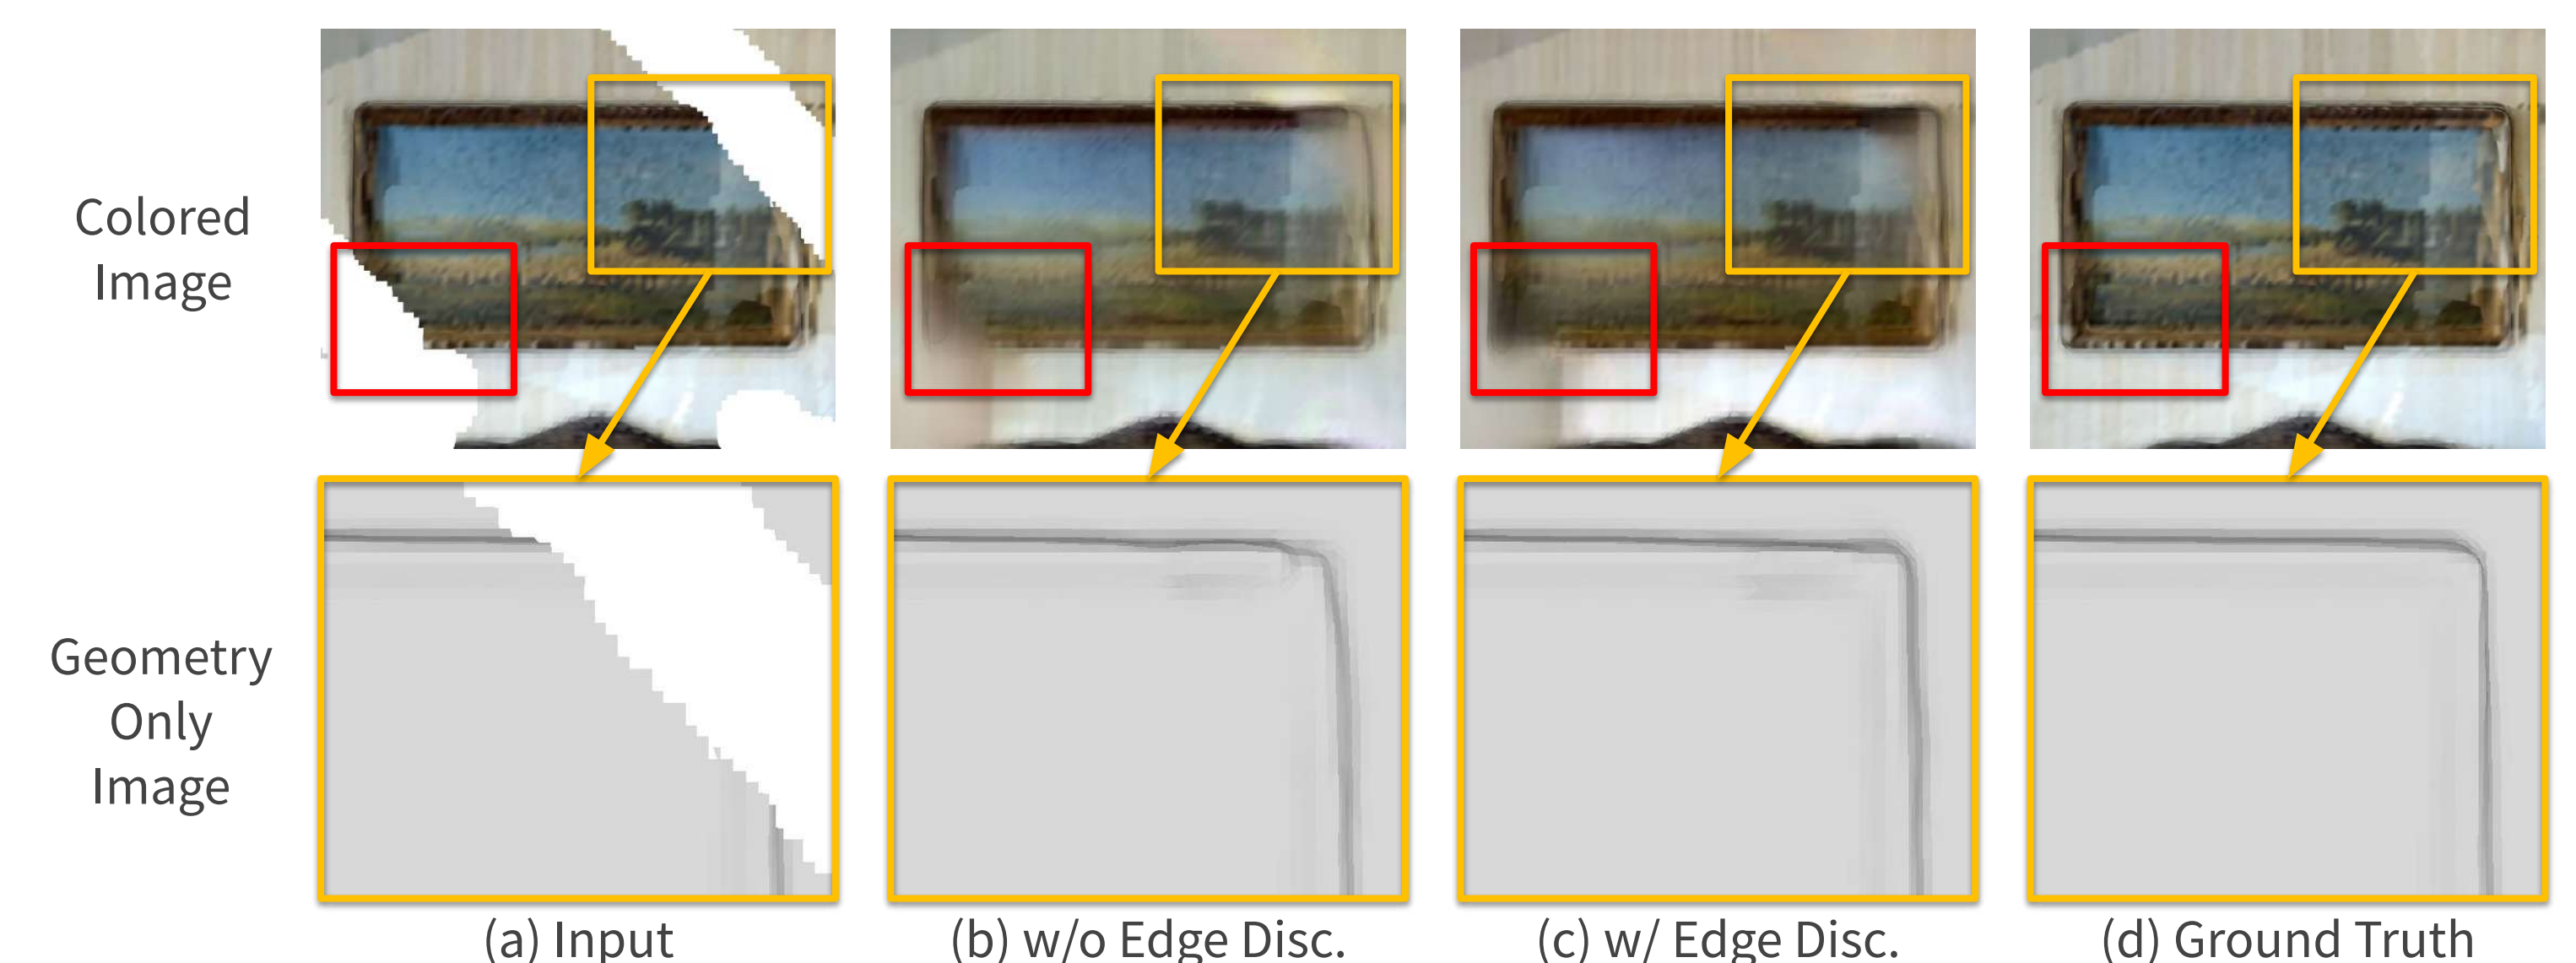 Colored
Image
Geometry
Only
Image
(a) Input
(b) w/o Edge Disc.
(c) w/ Edge Disc.
(d) Ground Truth